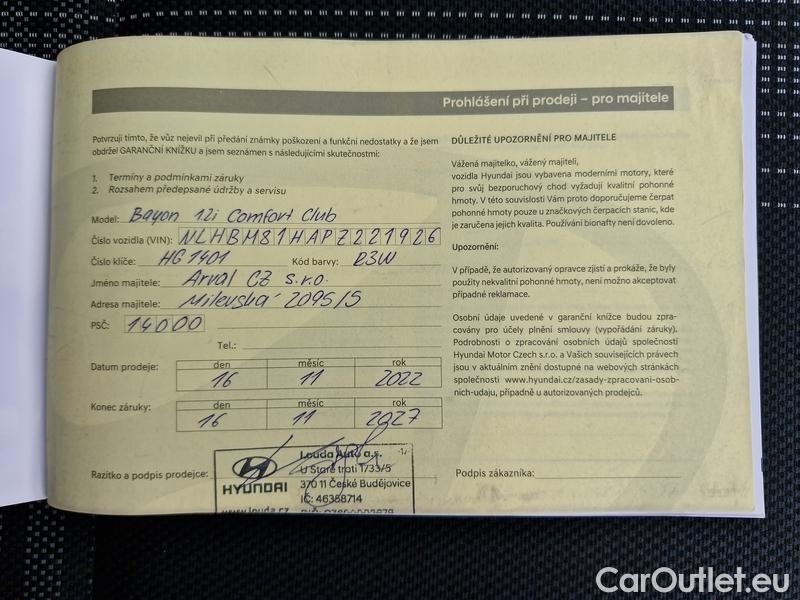 Prohlášení při prodeji – pro majitele
Potvrzuji tímto, že vůz nejevil při předání známky poškození a funkční nedostatky a že jsem
obdržel GARANČNÍ KNÍŽKU a jsem seznámen s následujícími skutečnostmi:
1. Termíny a podmínkami záruky
2. Rozsahem předepsané údržby a servisu
Model: Bayon 1.2i Comfort Club
Číslo vozidla (VIN): NLHBM81HAPZ221926
Číslo klíče: HG1401 Kód barvy: R3W
Jméno majitele: Arval CZ s.r.o.
Adresa majitele: Milevská 2095/5
PSČ: 14000
Tel.:
Datum prodeje: den měsíc rok
16 11 2022
Konec záruky: den měsíc rok
16 11 2027
Razítko a podpis prodejce:
HYUNDAI
www.louda.cz
Louda Auto a.s.
-1-
U Staré trati 1733/5
370 11 České Budějovice
IČ: 46358714
DŮLEŽITÉ UPOZORNĚNÍ PRO MAJITELE
Vážená majitelko, vážený majiteli,
vozidla Hyundai jsou vybavena moderními motory, které
pro svůj bezporuchový chod vyžadují kvalitní pohonné
hmoty. V této souvislosti Vám proto doporučujeme čerpat
pohonné hmoty pouze u značkových čerpacích stanic, kde
je zaručena jejich kvalita. Používání bionafty není dovoleno.
Upozornění:
V případě, že autorizovaný opravce zjistí a prokáže, že byly
použity nekvalitní pohonné hmoty, není možno akceptovat
případné reklamace.
Osobní údaje uvedené v garanční knížce budou zpra-
covány pro účely plnění smlouvy (vypořádání záruky).
Podrobnosti o zpracování osobních údajů společností
Hyundai Motor Czech s.r.o. a Vašich souvisejících právech
jsou v aktuálním znění dostupné na webových stránkách
společnosti www.hyundai.cz/zasady-zpracovani-osob-
nich-udaju, případně u autorizovaných prodejců.
Podpis zákazníka:
CarOutlet.eu